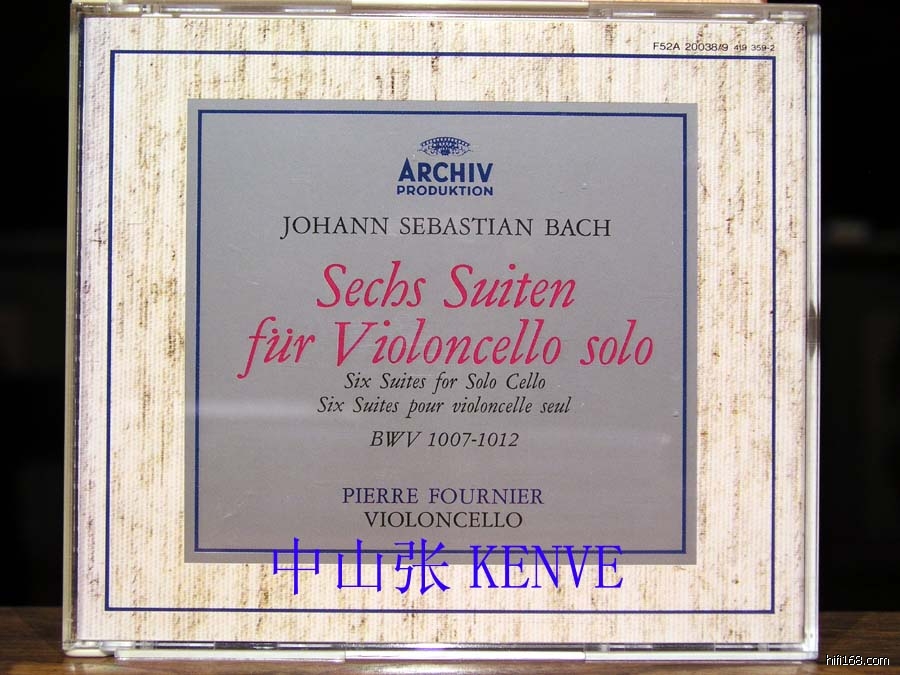 F52A 20038/9 419 359-2
ARCHIV
PRODUKTION
JOHANN SEBASTIAN BACH
Sechs Suiten
für Violoncello solo
Six Suites for Solo Cello
Six Suites pour violoncelle seul
BWV 1007-1012
PIERRE FOURNIER
VIOLONCELLO
中山张 KENVE
hifi168.com